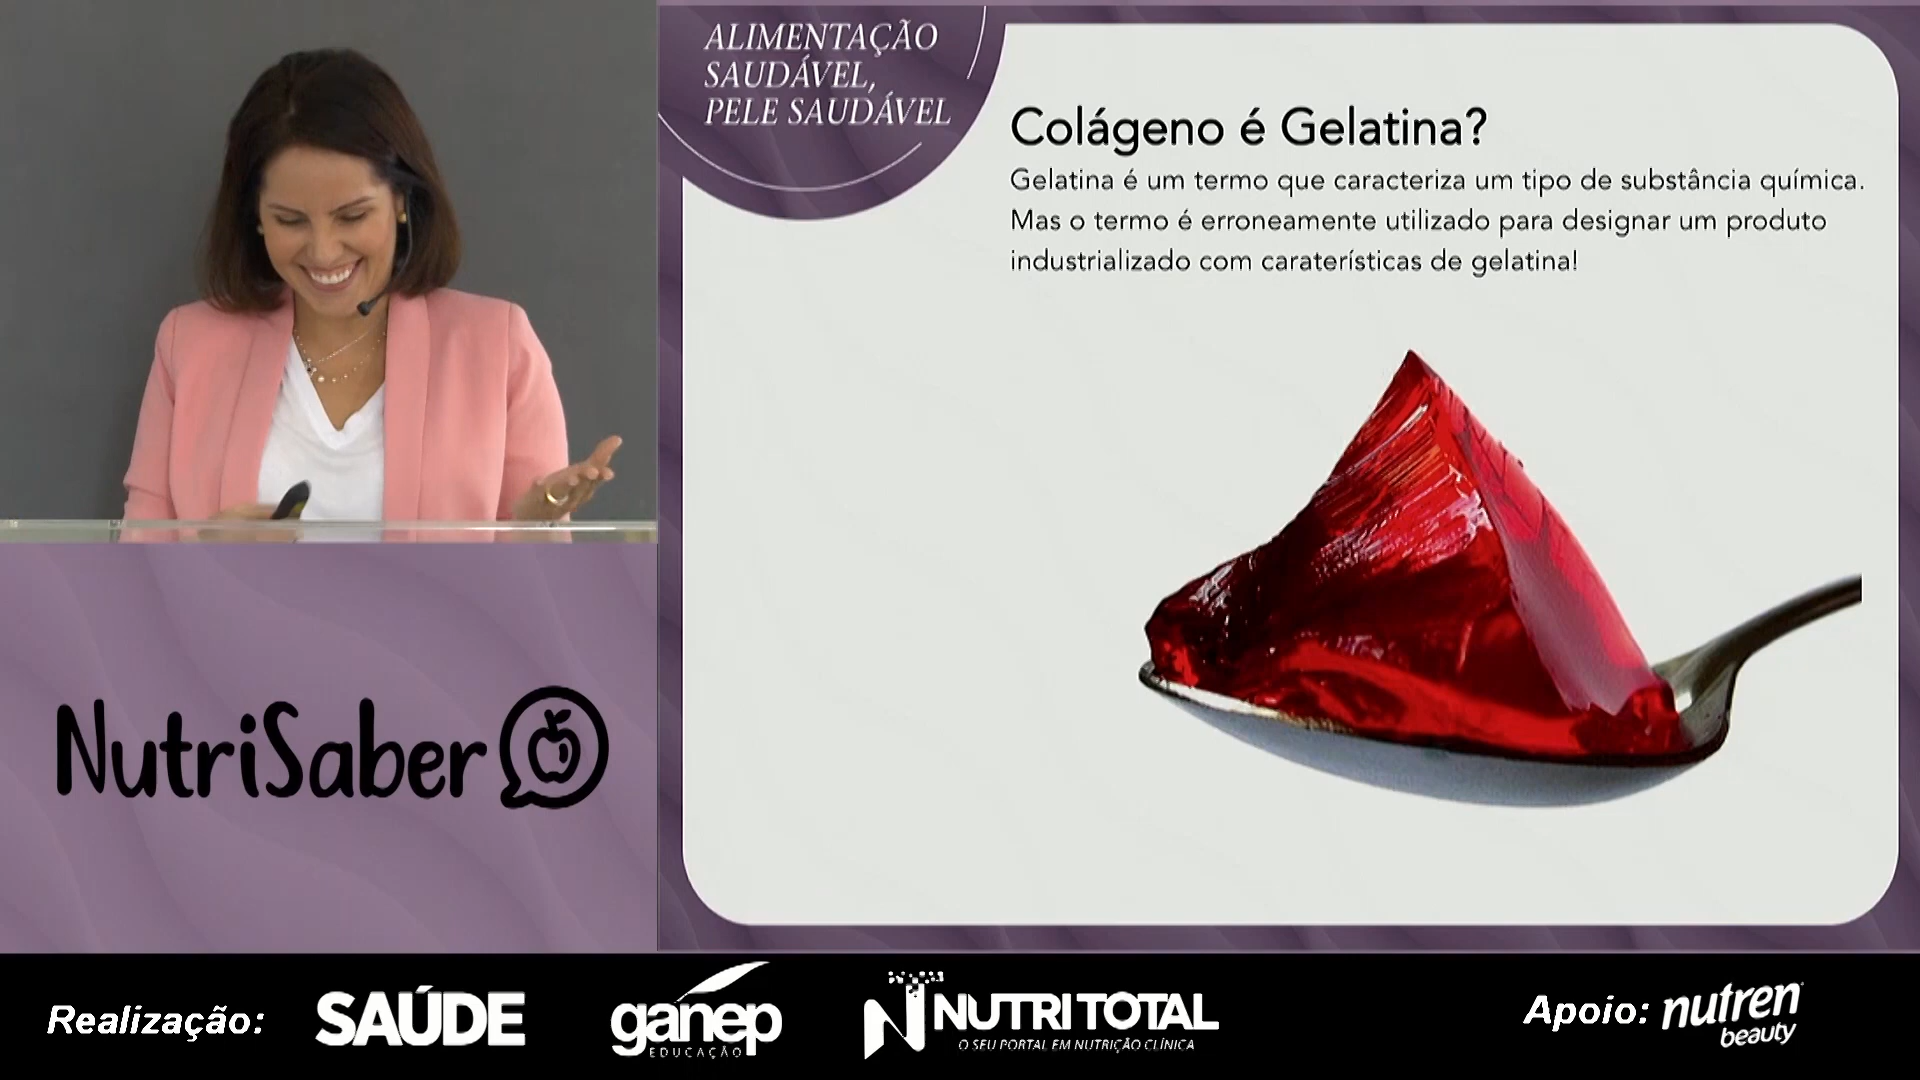 ALIMENTAÇÃO
SAUDÁVEL,
PELE SAUDÁVEL
Colágeno é Gelatina?
Gelatina é um termo que caracteriza um tipo de substância química.
Mas o termo é erroneamente utilizado para designar um produto
industrializado com caraterísticas de gelatina!
NutriSaber
Realização:
SAÚDE
ganep
EDUCAÇÃO
NUTRITOTAL
O SEU PORTAL EM NUTRIÇÃO CLÍNICA
Apoio:
nutren
beauty